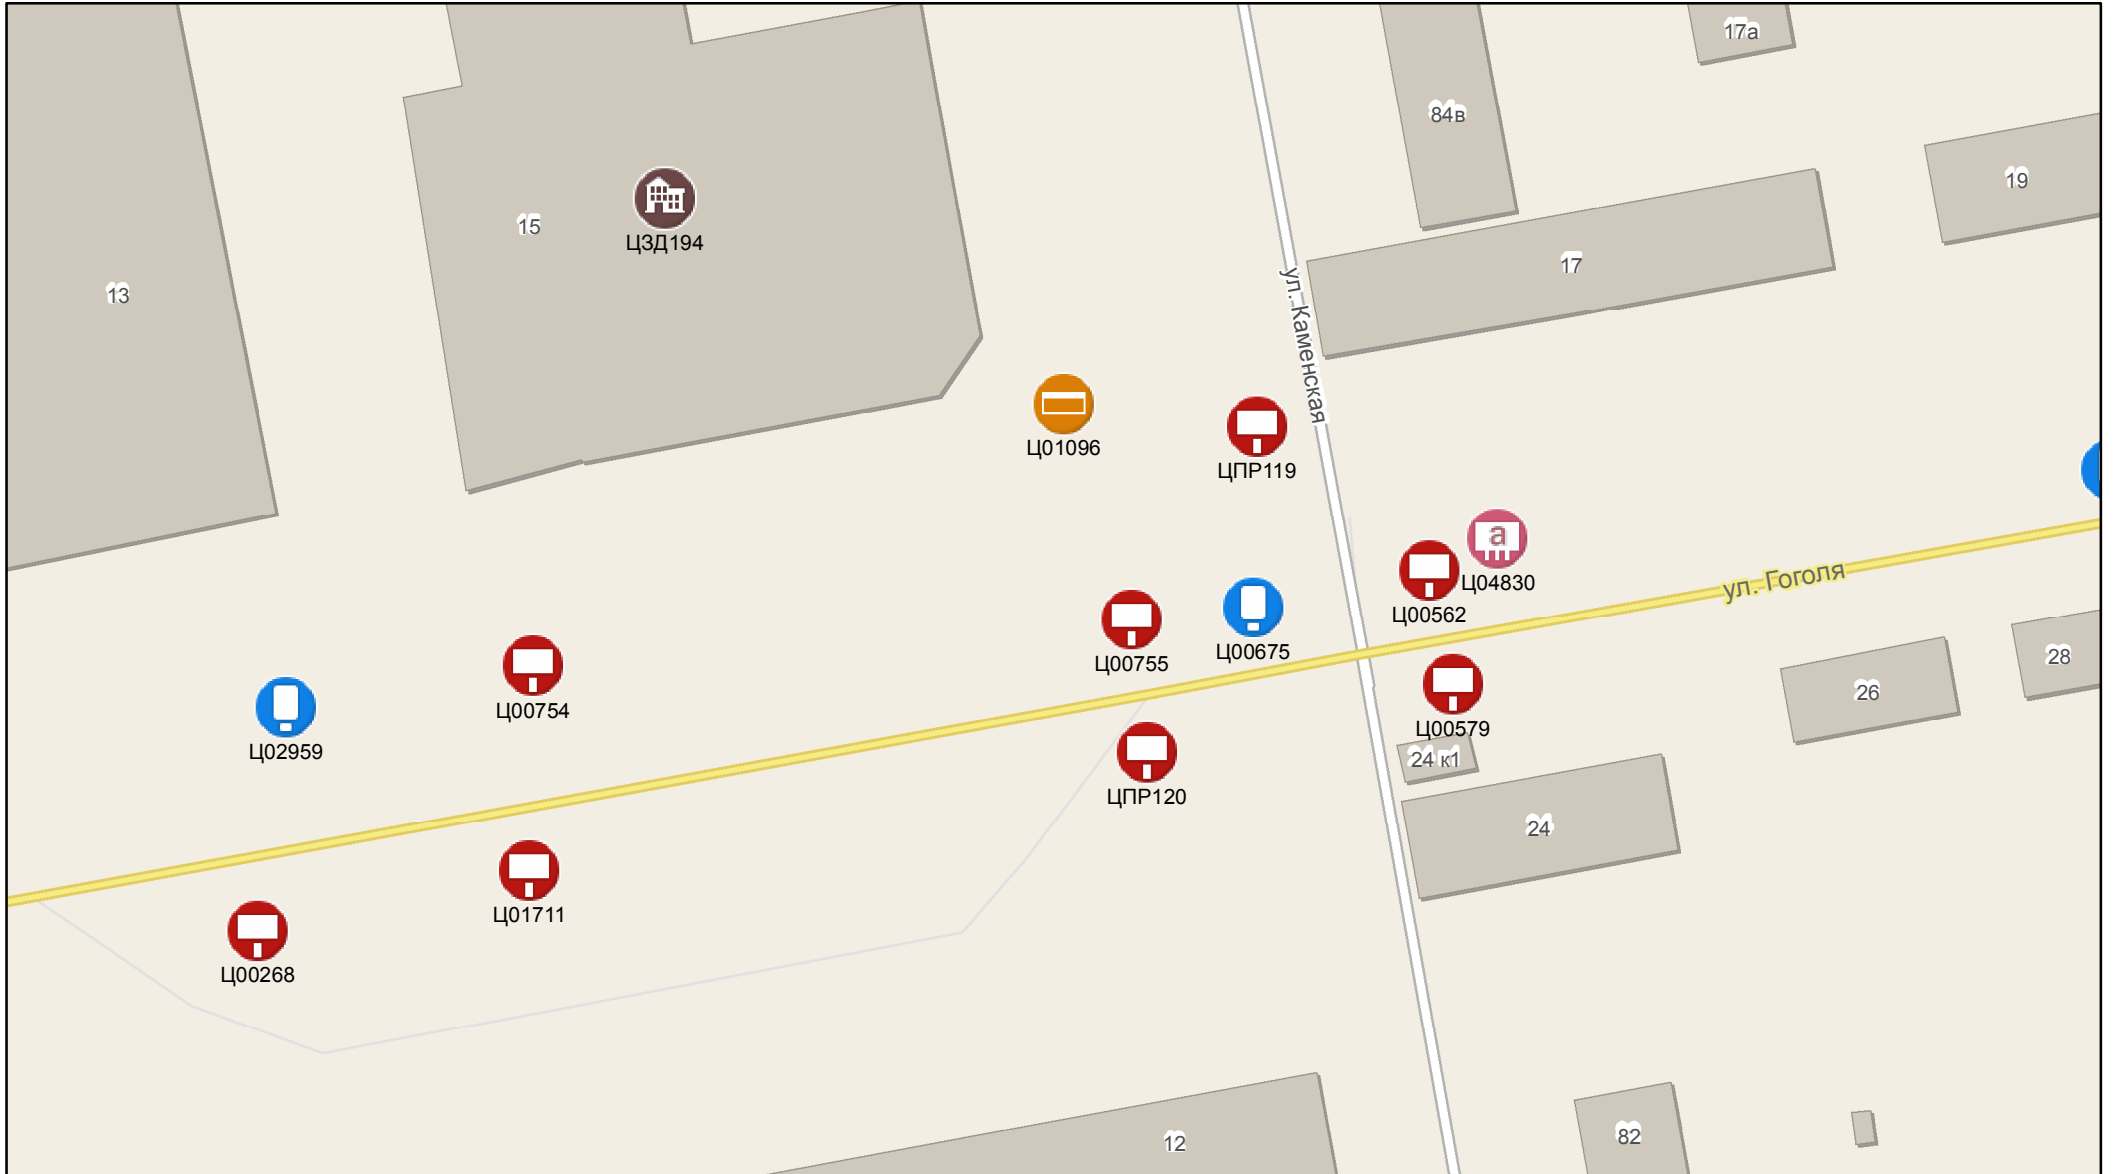 17а
84в
19
15
ЦЗД194
17
13
ул. Каменская
Ц01096
ЦПР119
а
Ц04830
Ц00562
ул. Гоголя
Ц00755
Ц00675
28
Ц00754
26
Ц02959
Ц00579
24 к1
ЦПР120
24
Ц01711
Ц00268
12
82